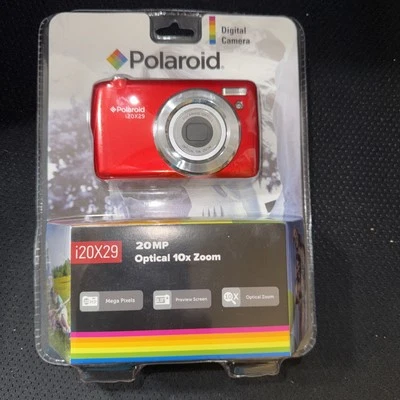 Digital
Camera
Polaroid
Polaroid
i20X29
i20X29
20MP
Optical 10x Zoom
Mega Pixels
Preview Screen
Optical Zoom